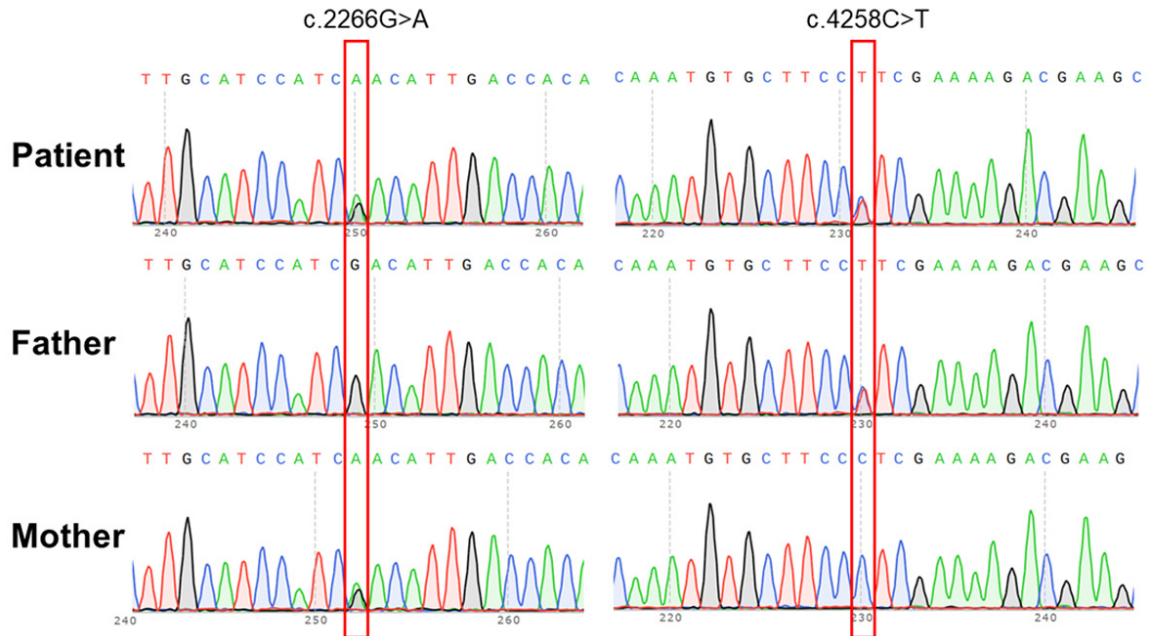 c.2266G>A c.4258C>T
T T G C A T C C A T C A A C A T T G A C C A C A C A A A T G T G C T T C C T T C G A A A A G A C G A A G C
Patient
240 250 260 220 230 240
T T G C A T C C A T C G A C A T T G A C C A C A C A A A T G T G C T T C C T T C G A A A A G A C G A A G C
Father
240 250 260 220 230 240
T T G C A T C C A T C A A C A T T G A C C A C A C A A A T G T G C T T C C C T C G A A A A G A C G A A G
Mother
240 250 260 220 230 240